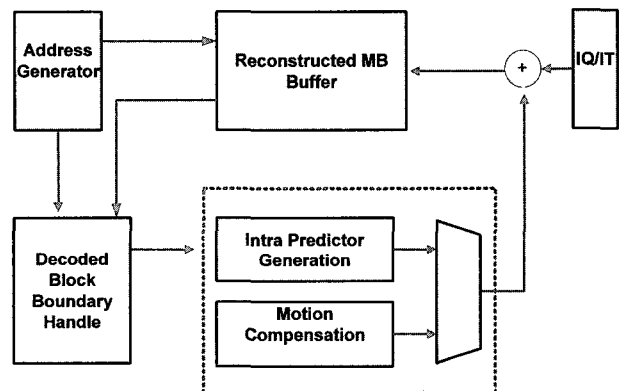 Address
Generator
Reconstructed MB
Buffer
+
IQ/IT
Decoded
Block
Boundary
Handle
Intra Predictor
Generation
Motion
Compensation